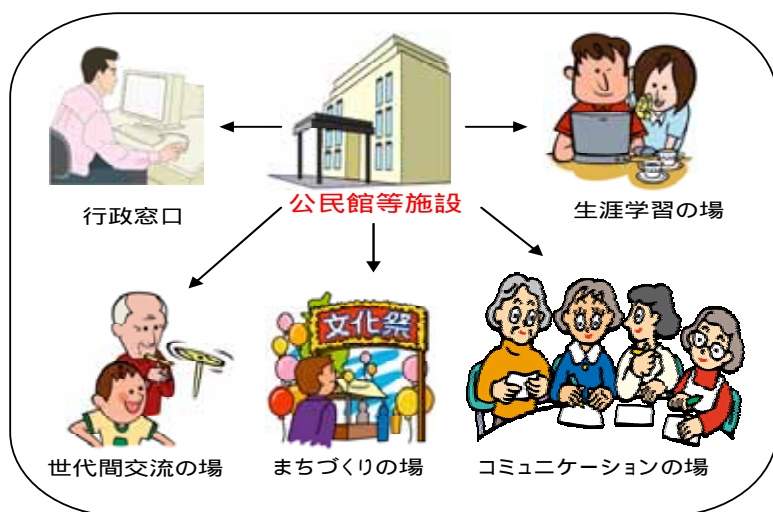 行政窓口
公民館等施設
生涯学習の場
文化祭
世代間交流の場
まちづくりの場
コミュニケーションの場